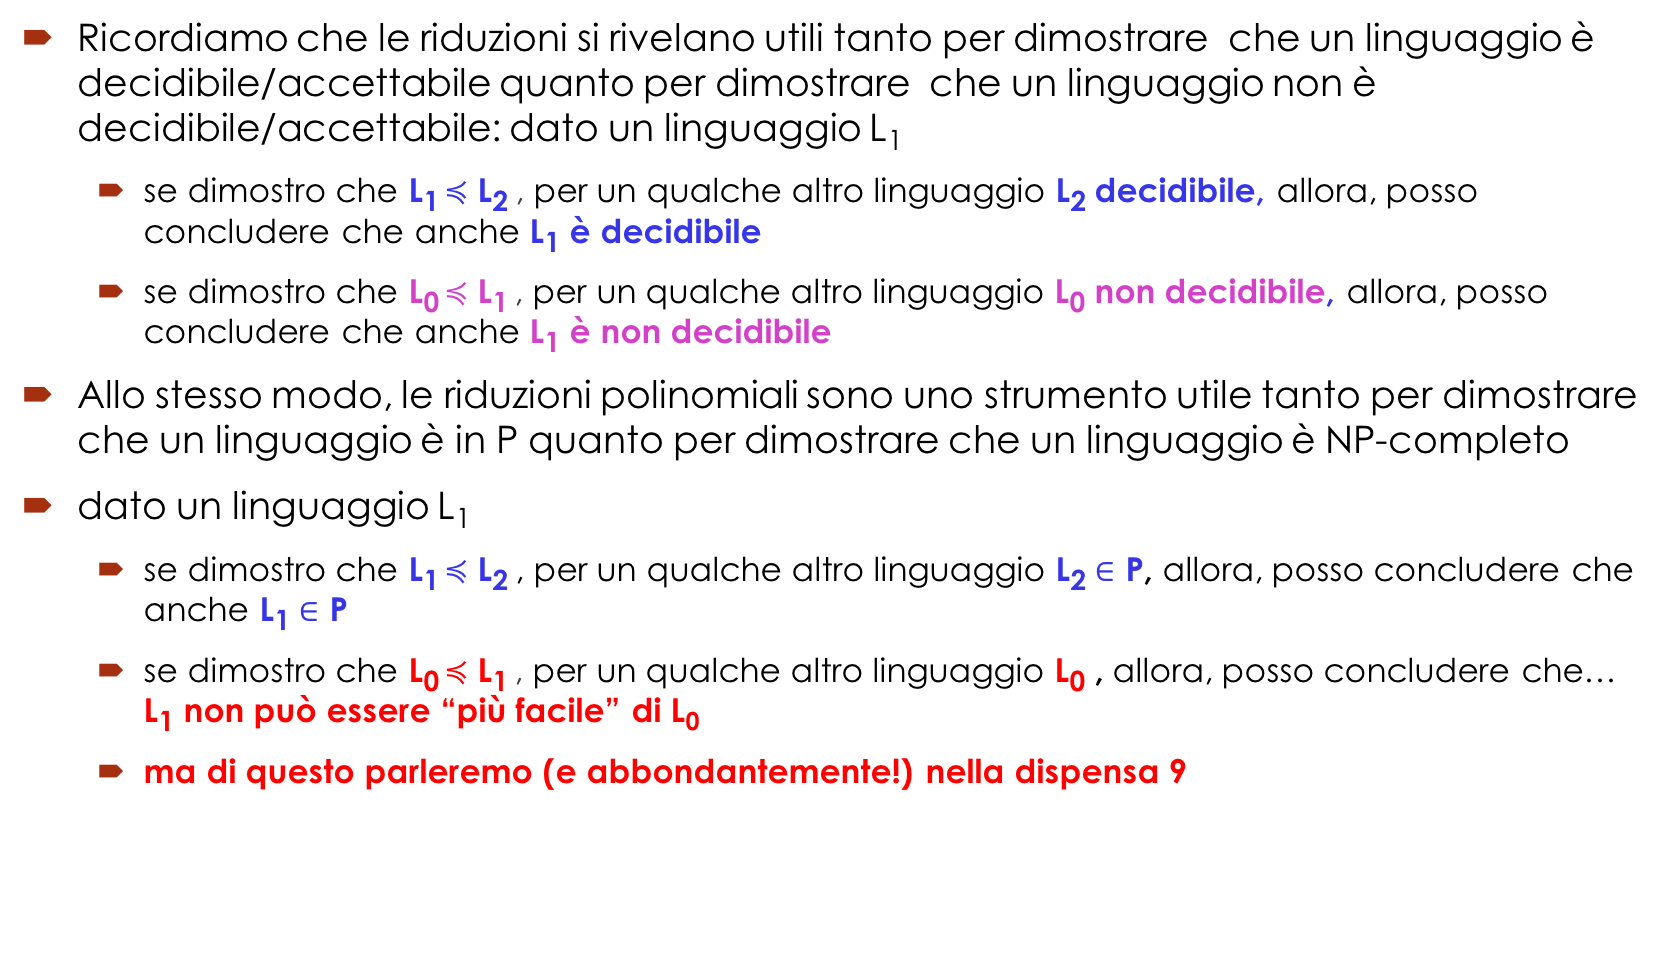 Ricordiamo che le riduzioni si rivelano utili tanto per dimostrare che un linguaggio è
decidibile/accettabile quanto per dimostrare che un linguaggio non è
decidibile/accettabile: dato un linguaggio L₁
se dimostro che L₁ ≼ L₂ , per un qualche altro linguaggio L₂ decidibile, allora, posso
concludere che anche L₁ è decidibile
se dimostro che L₀ ≼ L₁ , per un qualche altro linguaggio L₀ non decidibile, allora, posso
concludere che anche L₁ è non decidibile
Allo stesso modo, le riduzioni polinomiali sono uno strumento utile tanto per dimostrare
che un linguaggio è in P quanto per dimostrare che un linguaggio è NP-completo
dato un linguaggio L₁
se dimostro che L₁ ≼ L₂ , per un qualche altro linguaggio L₂ ∈ P, allora, posso concludere che
anche L₁ ∈ P
se dimostro che L₀ ≼ L₁ , per un qualche altro linguaggio L₀ , allora, posso concludere che…
L₁ non può essere “più facile” di L₀
ma di questo parleremo (e abbondantemente!) nella dispensa 9